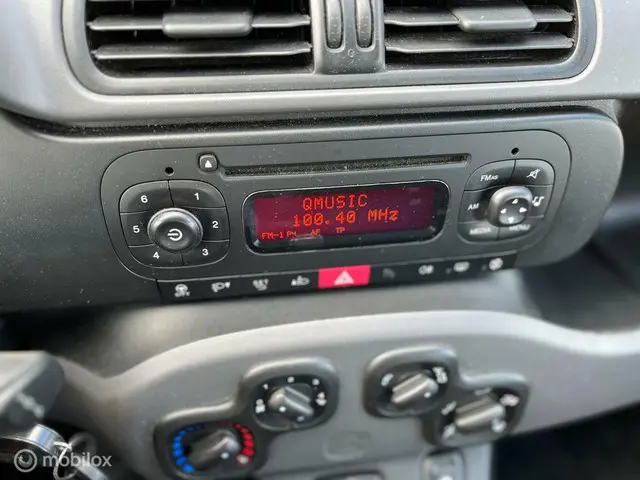 QMUSIC
100.40 MHz
FM-1 P4 AF TP
6 1
5 2
4 3
FMAS
AM
MEDIA MENU
mobilox